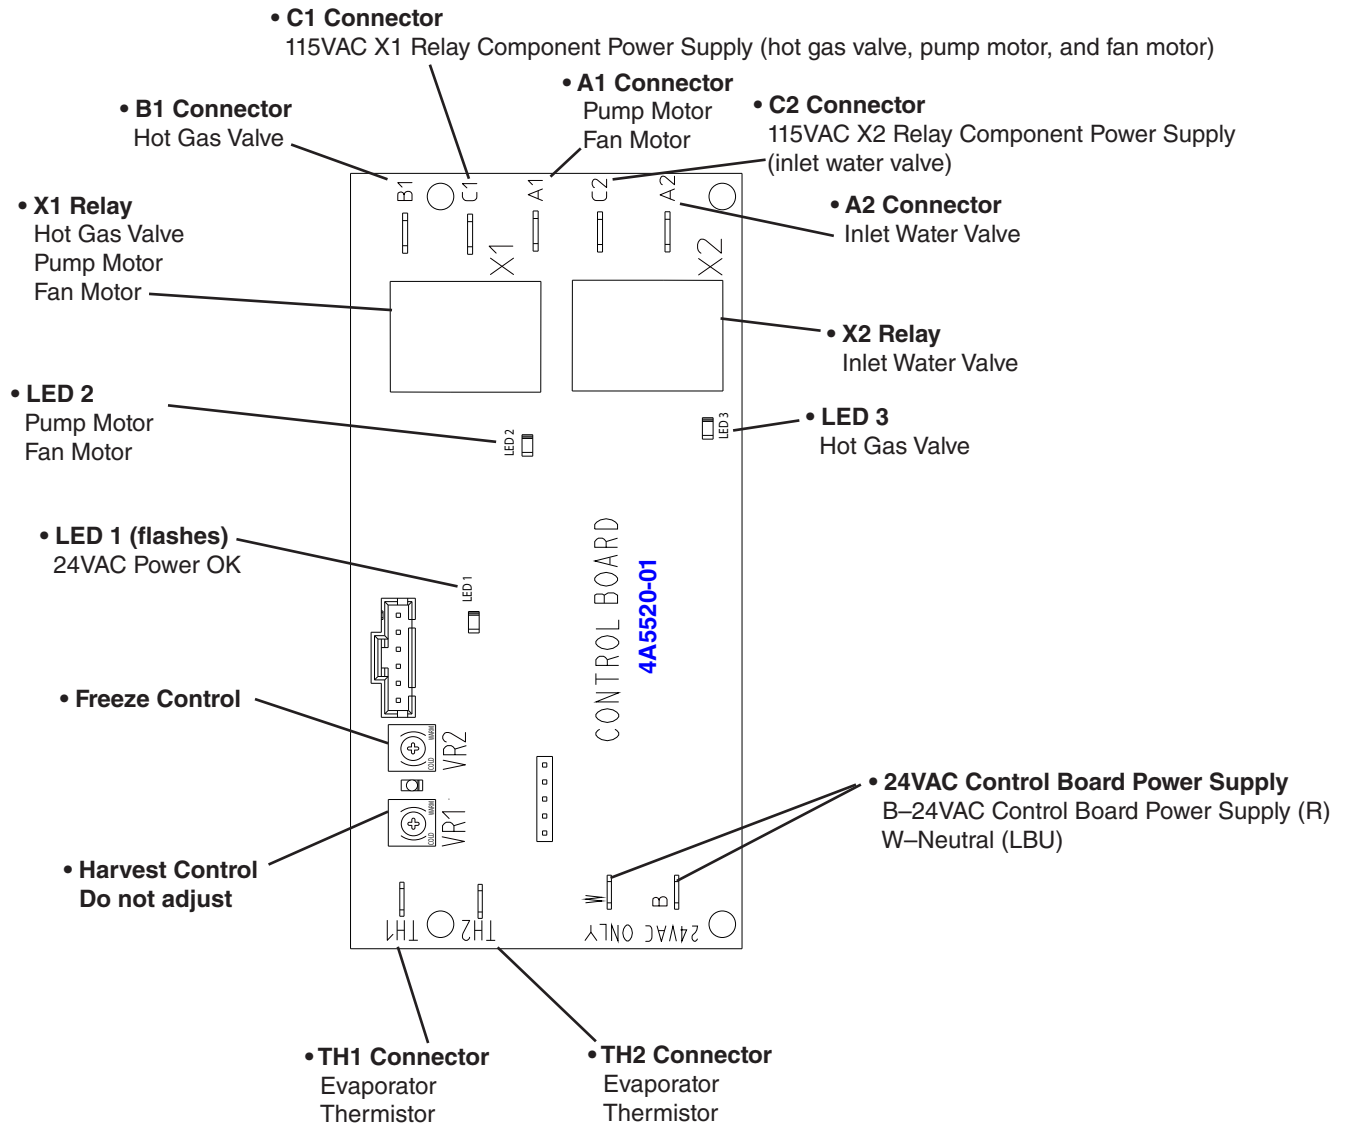 • C1 Connector
115VAC X1 Relay Component Power Supply (hot gas valve, pump motor, and fan motor)
• A1 Connector
Pump Motor
Fan Motor
• B1 Connector
Hot Gas Valve
• C2 Connector
115VAC X2 Relay Component Power Supply
(inlet water valve)
• X1 Relay
Hot Gas Valve
Pump Motor
Fan Motor
• A2 Connector
Inlet Water Valve
B1
C1
A1
C2
A2
X1
X2
• X2 Relay
Inlet Water Valve
• LED 2
Pump Motor
Fan Motor
LED 2
LED 3
• LED 3
Hot Gas Valve
• LED 1 (flashes)
24VAC Power OK
LED 1
CONTROL BOARD
4A5520-01
• Freeze Control
WARM
COLD
VR2
WARM
COLD
VR1
• 24VAC Control Board Power Supply
B–24VAC Control Board Power Supply (R)
W–Neutral (LBU)
• Harvest Control
Do not adjust
W
B
TH1
TH2
24VAC ONLY
• TH1 Connector
Evaporator
Thermistor
• TH2 Connector
Evaporator
Thermistor